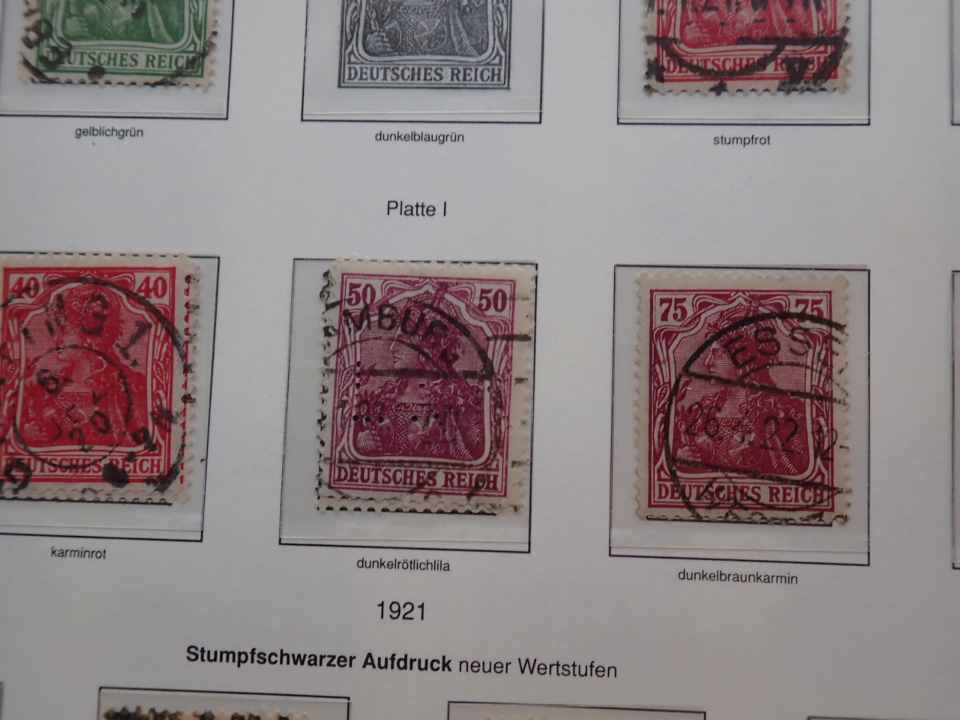 DEUTSCHES REICH
DEUTSCHES REICH
DEUTSCHES REICH
gelblichgrün
dunkelblaugrün
stumpfrot
Platte I
40 40
DEUTSCHES REICH
50 50
DEUTSCHES REICH
75 75
ESSE
DEUTSCHES REICH
karminrot
dunkelrötlichlila
dunkelbraunkarmin
1921
Stumpfschwarzer Aufdruck neuer Wertstufen